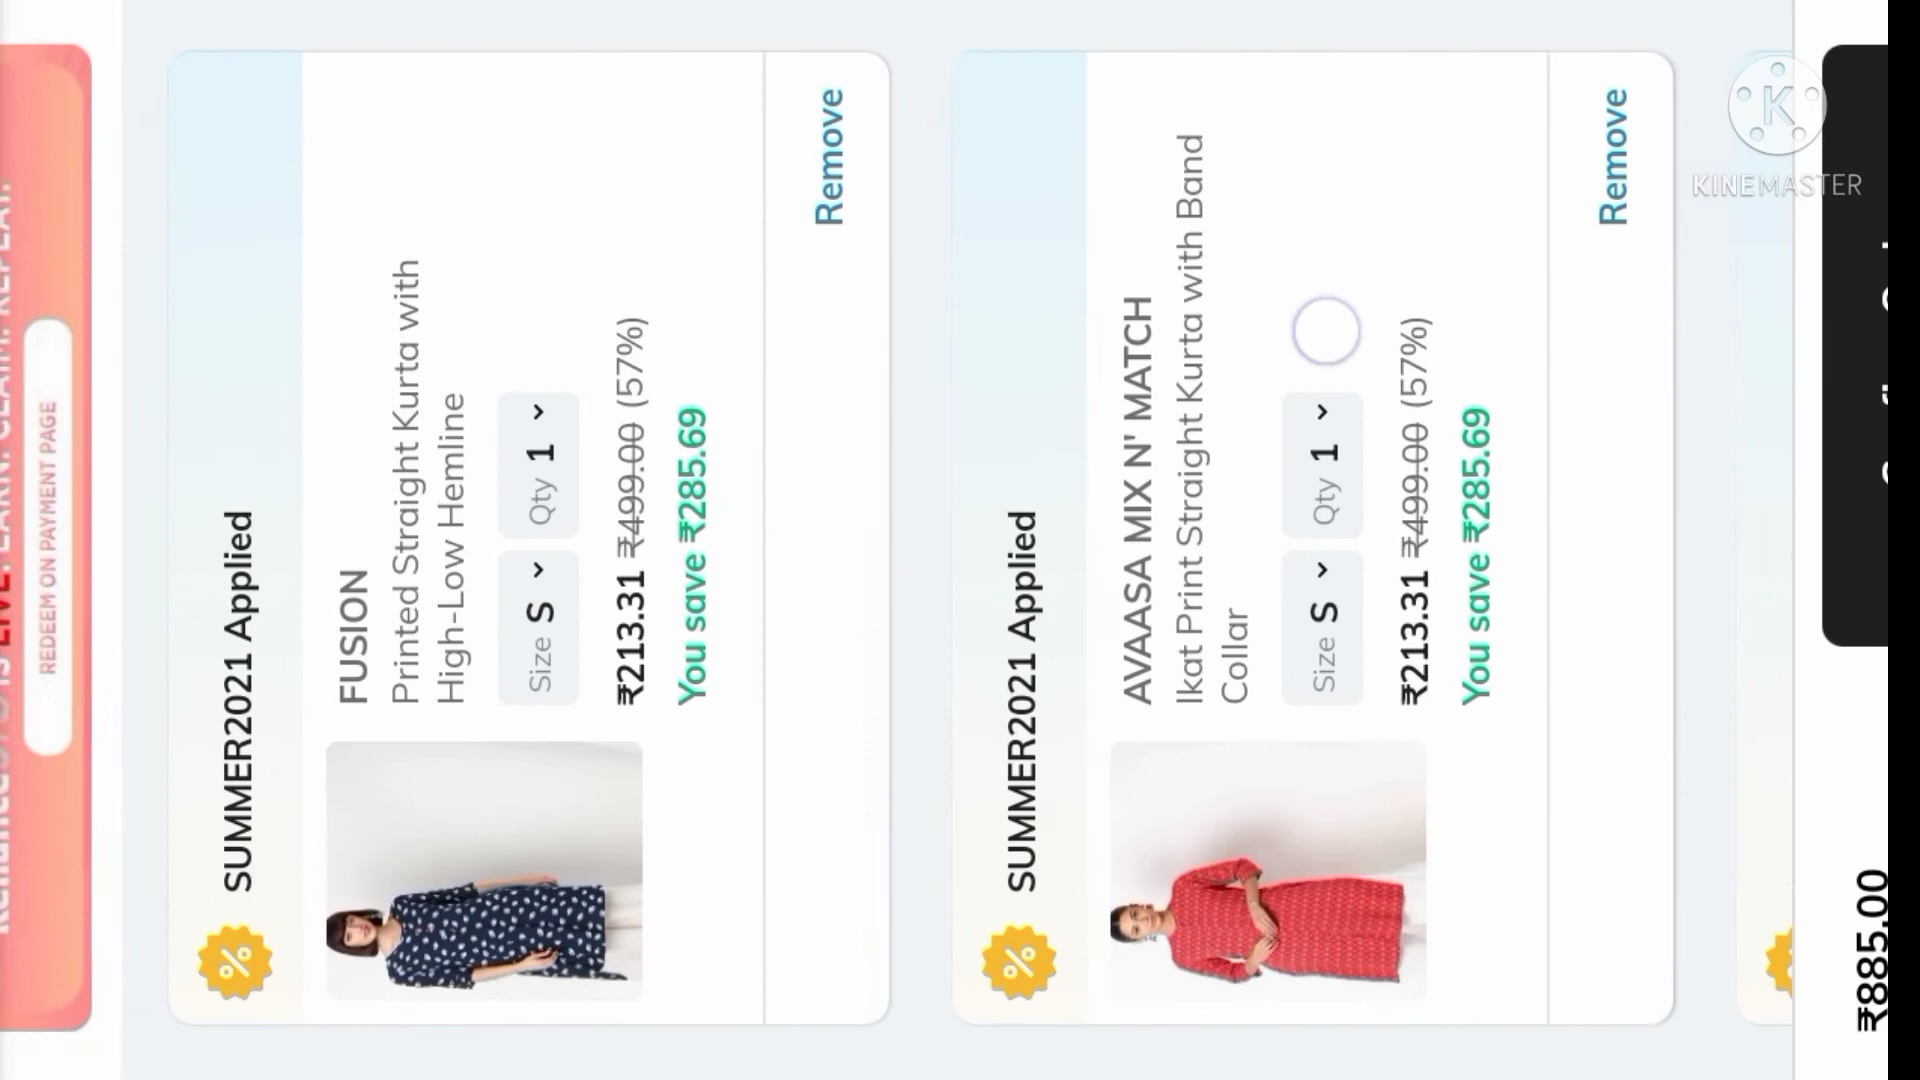 REDEEM ON PAYMENT PAGE
SUMMER2021 Applied
FUSION
Printed Straight Kurta with
High-Low Hemline
Size S Qty 1
₹213.31 ₹499.00 (57%)
You save ₹285.69
Remove
SUMMER2021 Applied
AVAASA MIX N' MATCH
Ikat Print Straight Kurta with Band
Collar
Size S Qty 1
₹213.31 ₹499.00 (57%)
You save ₹285.69
Remove
₹885.00
K
KINEMASTER